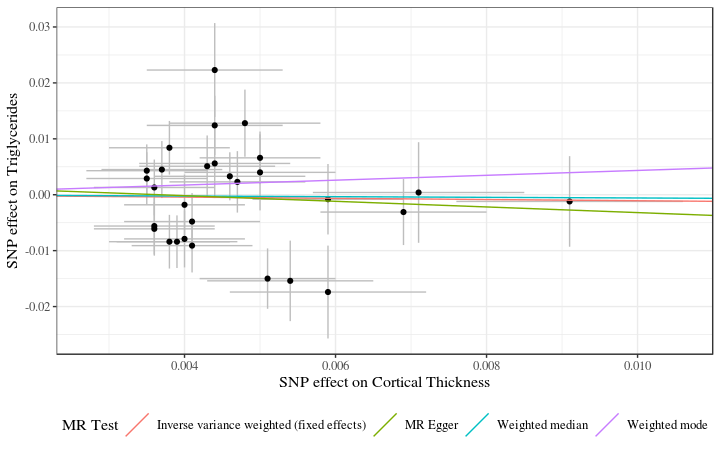 0.03
0.02
0.01
0.00
-0.01
-0.02
SNP effect on Triglycerides
0.004 0.006 0.008 0.010
SNP effect on Cortical Thickness
MR Test Inverse variance weighted (fixed effects) MR Egger Weighted median Weighted mode